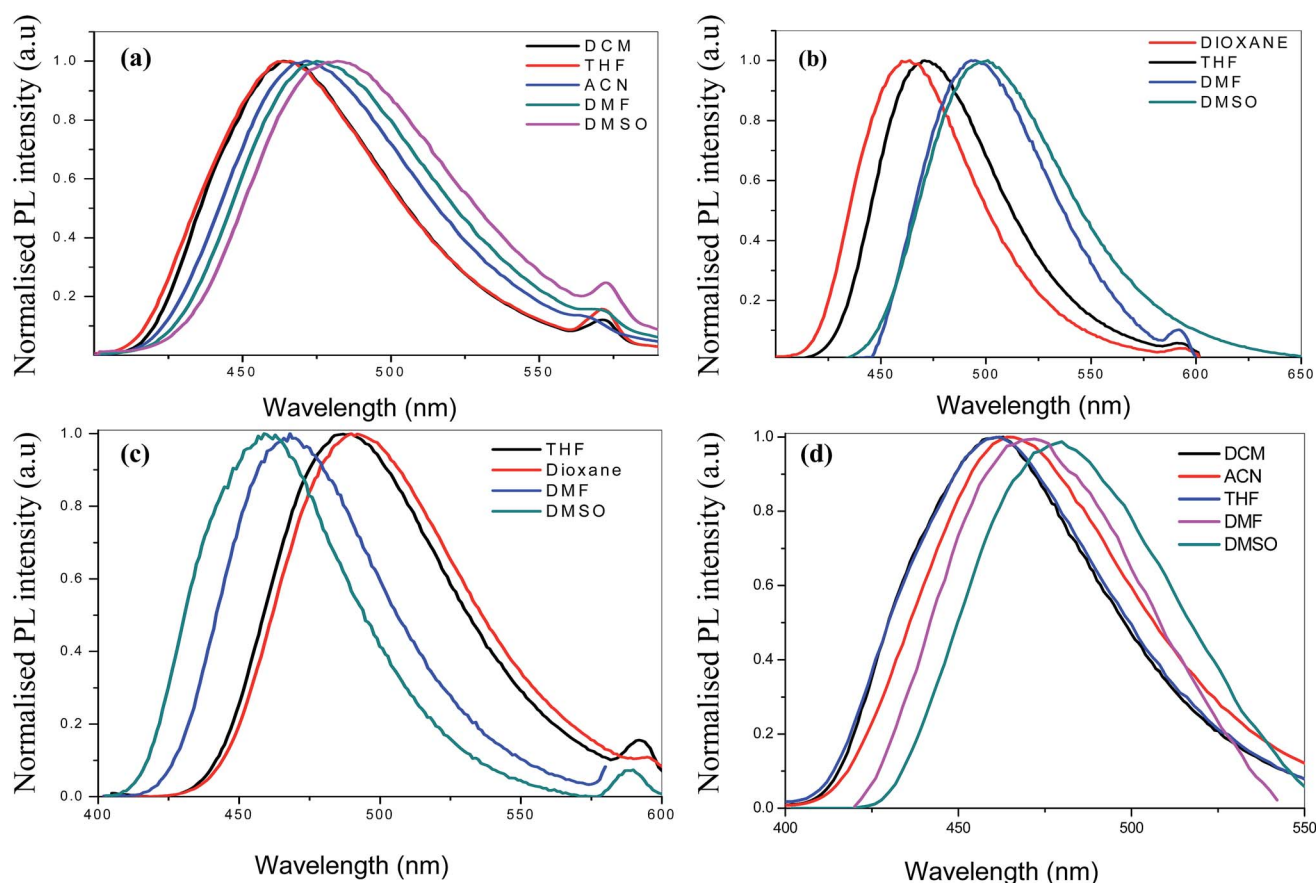 (a)
DCM
THF
ACN
DMF
DMSO
Normalised PL intensity (a.u)
1.0
0.8
0.6
0.4
0.2
450
500
550
Wavelength (nm)
(b)
DIOXANE
THF
DMF
DMSO
Normalised PL intensity (a.u)
1.0
0.8
0.6
0.4
0.2
450
500
550
600
650
Wavelength (nm)
(c)
THF
Dioxane
DMF
DMSO
Normalised PL intensity (a.u)
1.0
0.8
0.6
0.4
0.2
0.0
400
450
500
550
600
Wavelength (nm)
(d)
DCM
ACN
THF
DMF
DMSO
Normalised PL intensity (a.u)
1.0
0.8
0.6
0.4
0.2
0.0
400
450
500
550
Wavelength (nm)